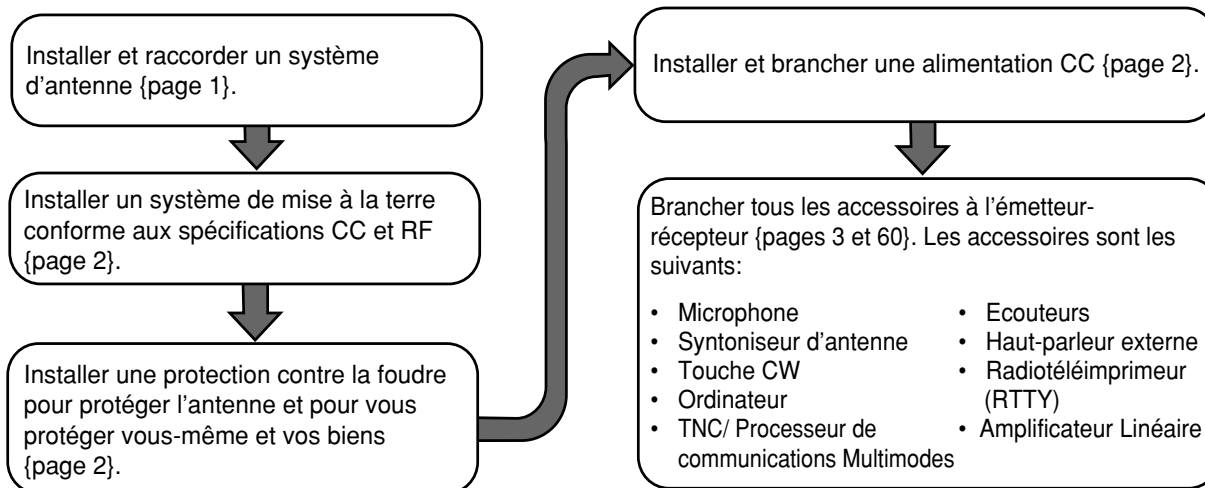 Installer et raccorder un système
d'antenne {page 1}.
Installer un système de mise à la terre
conforme aux spécifications CC et RF
{page 2}.
Installer une protection contre la foudre
pour protéger l'antenne et pour vous
protéger vous-même et vos biens
{page 2}.
Installer et brancher une alimentation CC {page 2}.
Brancher tous les accessoires à l'émetteur-
récepteur {pages 3 et 60}. Les accessoires sont les
suivants:
• Microphone
• Syntoniseur d'antenne
• Touche CW
• Ordinateur
• TNC/ Processeur de
communications Multimodes
• Ecouteurs
• Haut-parleur externe
• Radiotéléimprimeur
(RTTY)
• Amplificateur Linéaire